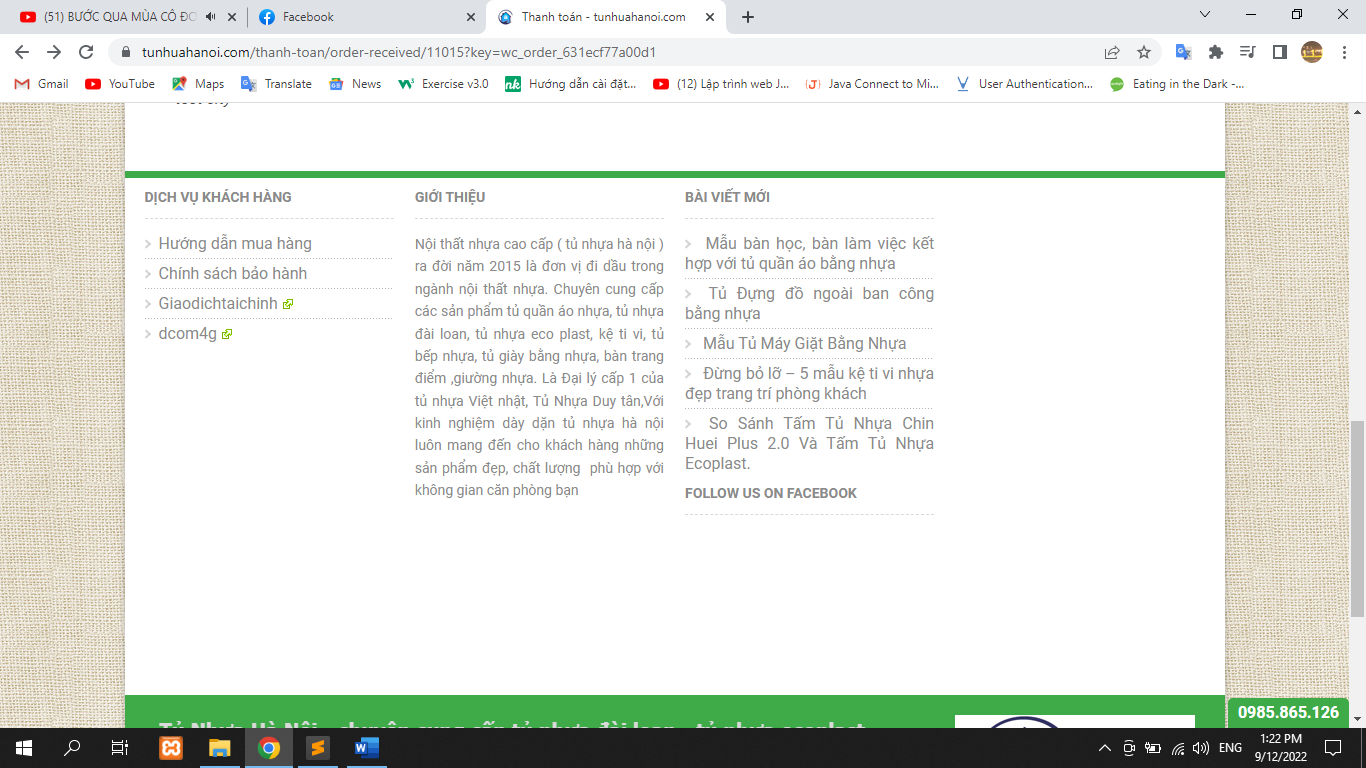 (51) BƯỚC QUA MÙA CÔ ĐƠ
Facebook
Thanh toán - tunhuahanoi.com
tunhuahanoi.com/thanh-toan/order-received/11015?key=wc_order_631ecf77a00d1
Gmail
YouTube
Maps
Translate
News
Exercise v3.0
Hướng dẫn cài đặt...
(12) Lập trình web J...
Java Connect to Mi...
User Authentication...
Eating in the Dark -...
DỊCH VỤ KHÁCH HÀNG
Hướng dẫn mua hàng
Chính sách bảo hành
Giaodichtaichinh
dcom4g
GIỚI THIỆU
Nội thất nhựa cao cấp ( tủ nhựa hà nội )
ra đời năm 2015 là đơn vị đi dầu trong
ngành nội thất nhựa. Chuyên cung cấp
các sản phẩm tủ quần áo nhựa, tủ nhựa
đài loan, tủ nhựa eco plast, kệ ti vi, tủ
bếp nhựa, tủ giày bằng nhựa, bàn trang
điểm ,giường nhựa. Là Đại lý cấp 1 của
tủ nhựa Việt nhật, Tủ Nhựa Duy tân,Với
kinh nghiệm dày dặn tủ nhựa hà nội
luôn mang đến cho khách hàng những
sản phẩm đẹp, chất lượng phù hợp với
không gian căn phòng bạn
BÀI VIẾT MỚI
Mẫu bàn học, bàn làm việc kết
hợp với tủ quần áo bằng nhựa
Tủ Đựng đồ ngoài ban công
bằng nhựa
Mẫu Tủ Máy Giặt Bằng Nhựa
Đừng bỏ lỡ – 5 mẫu kệ ti vi nhựa
đẹp trang trí phòng khách
So Sánh Tấm Tủ Nhựa Chin
Huei Plus 2.0 Và Tấm Tủ Nhựa
Ecoplast.
FOLLOW US ON FACEBOOK
0985.865.126
ENG
1:22 PM
9/12/2022